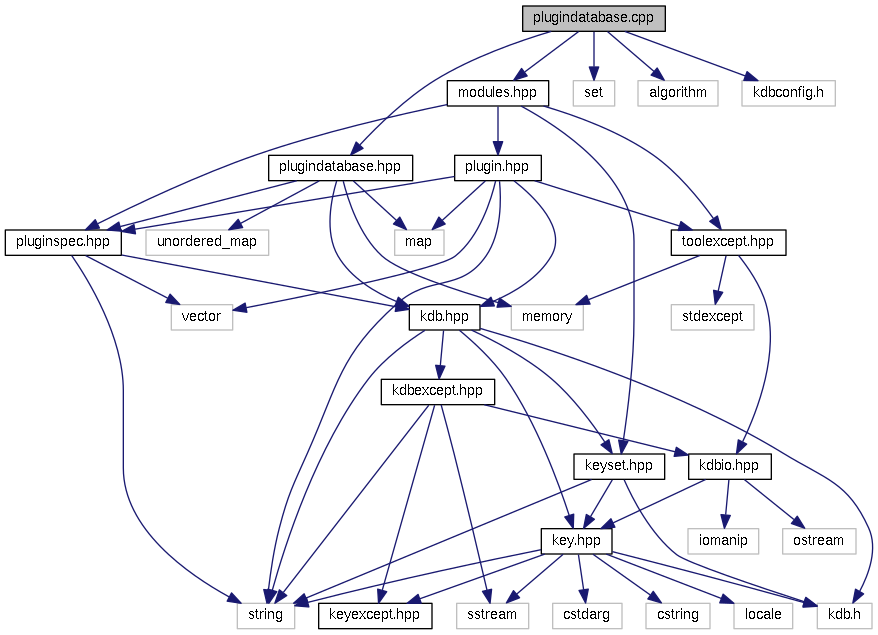 plugindatabase.cpp
modules.hpp
set
algorithm
kdbconfig.h
plugindatabase.hpp
plugin.hpp
pluginspec.hpp
unordered_map
map
toolexcept.hpp
vector
kdb.hpp
memory
stdexcept
kdbexcept.hpp
keyset.hpp
kdbio.hpp
key.hpp
iomanip
ostream
string
keyexcept.hpp
sstream
cstdarg
cstring
locale
kdb.h